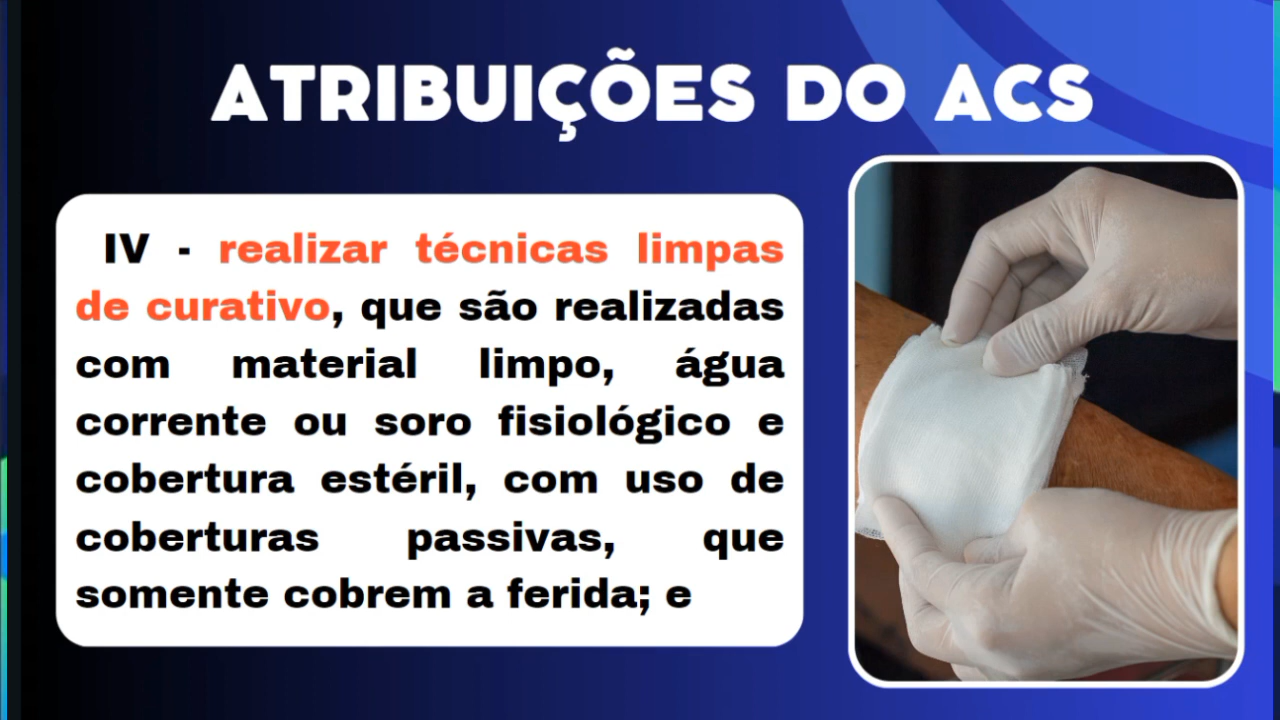 ATRIBUIÇÕES DO ACS
IV - realizar técnicas limpas
de curativo, que são realizadas
com material limpo, água
corrente ou soro fisiológico e
cobertura estéril, com uso de
coberturas passivas, que
somente cobrem a ferida; e